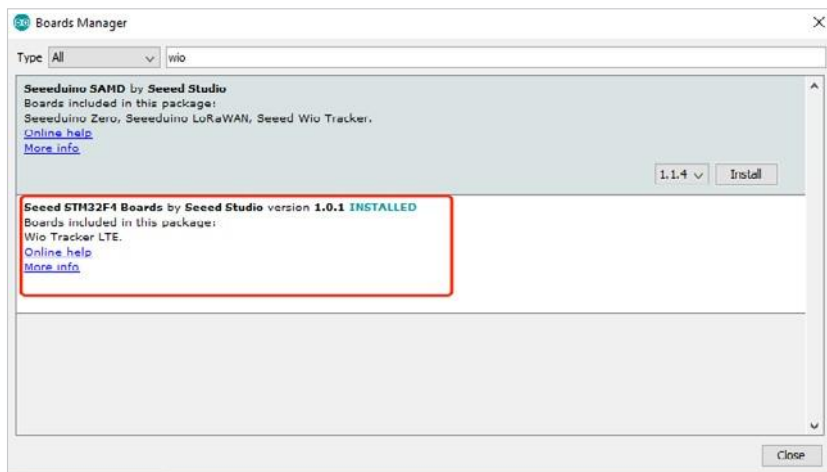 Boards Manager
Type All wio
Seeeduino SAMD by Seeed Studio
Boards included in this package:
Seeeduino Zero, Seeeduino LoRaWAN, Seeed Wio Tracker.
Online help
More info
1.1.4 Install
Seeed STM32F4 Boards by Seeed Studio version 1.0.1 INSTALLED
Boards included in this package:
Wio Tracker LTE.
Online help
More info
Close